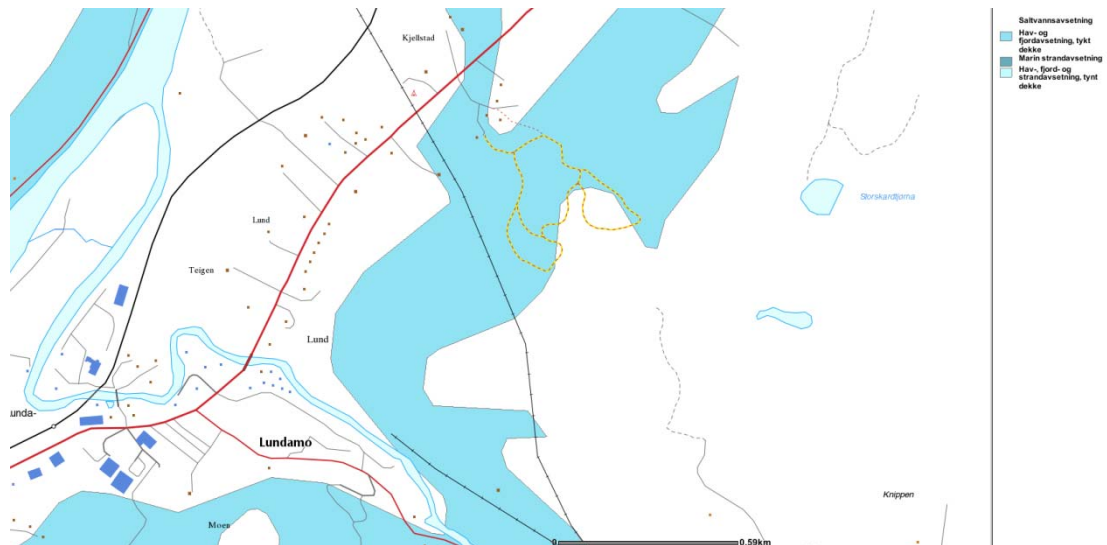 Saltvannsavsetning
Hav- og
fjordavsetning, tykt
dekke
Marin strandavsetning
Hav-, fjord- og
strandavsetning, tynt
dekke
Kjellstad
Storskardtjørna
Lund
Teigen
Lund
unda-
Lundamo
Knippen
Moen
0
0.59km